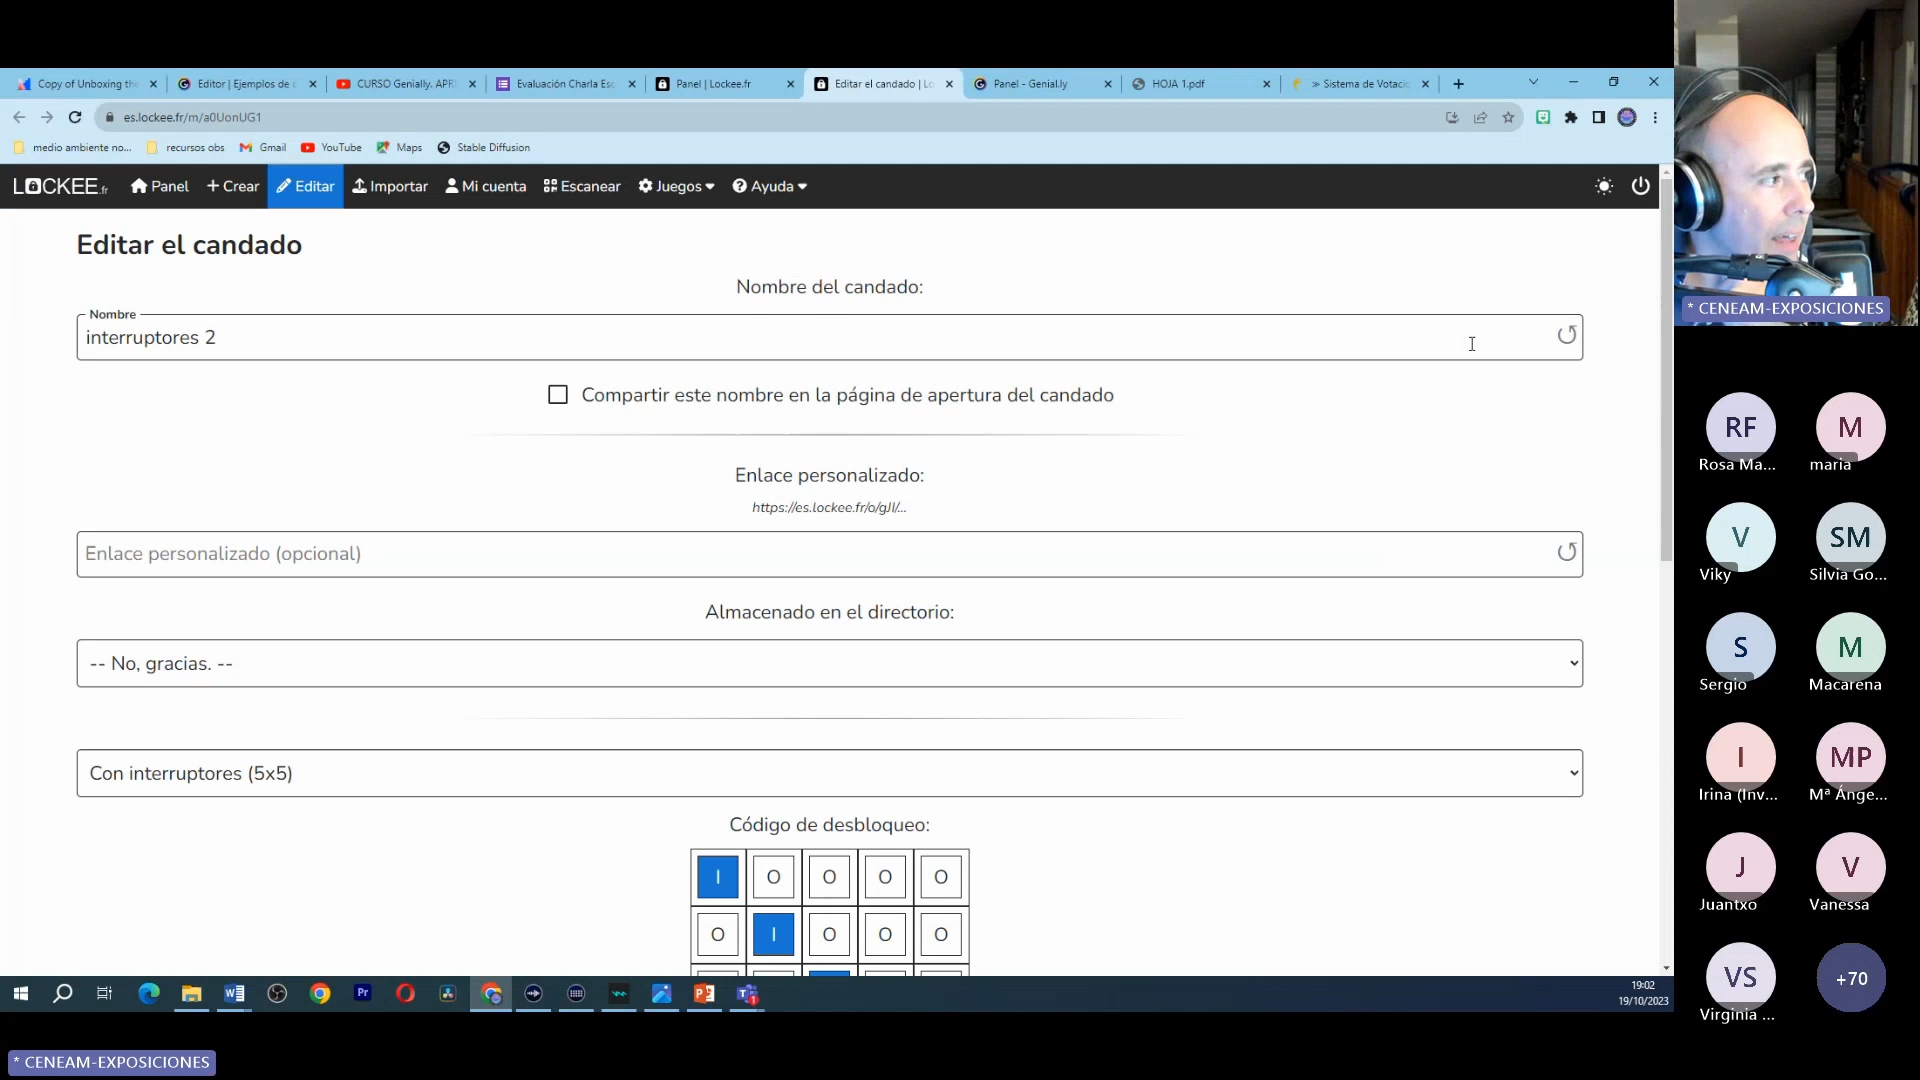 Copy of Unboxing the
Editor | Ejemplos de
CURSO Genially. APR
Evaluación Charla Esc
Panel | Lockee.fr
Editar el candado | Lo
Panel - Genial.ly
HOJA 1.pdf
» Sistema de Votacic
es.lockee.fr/m/a0UonUG1
medio ambiente no...
recursos obs
Gmail
YouTube
Maps
Stable Diffusion
LOCKEE.fr
Panel
+ Crear
Editar
Importar
Mi cuenta
Escanear
Juegos
Ayuda
Editar el candado
Nombre del candado:
Nombre
interruptores 2
Compartir este nombre en la página de apertura del candado
Enlace personalizado:
https://es.lockee.fr/o/gJl/...
Enlace personalizado (opcional)
Almacenado en el directorio:
-- No, gracias. --
Con interruptores (5x5)
Código de desbloqueo:
I O O O O
O I O O O
19:02
19/10/2023
* CENEAM-EXPOSICIONES
RF
Rosa Ma...
M
maria
V
Viky
SM
Silvia Go...
S
Sergio
M
Macarena
I
Irina (Inv...
MP
Mª Ánge...
J
Juantxo
V
Vanessa
VS
Virginia ...
+70
* CENEAM-EXPOSICIONES